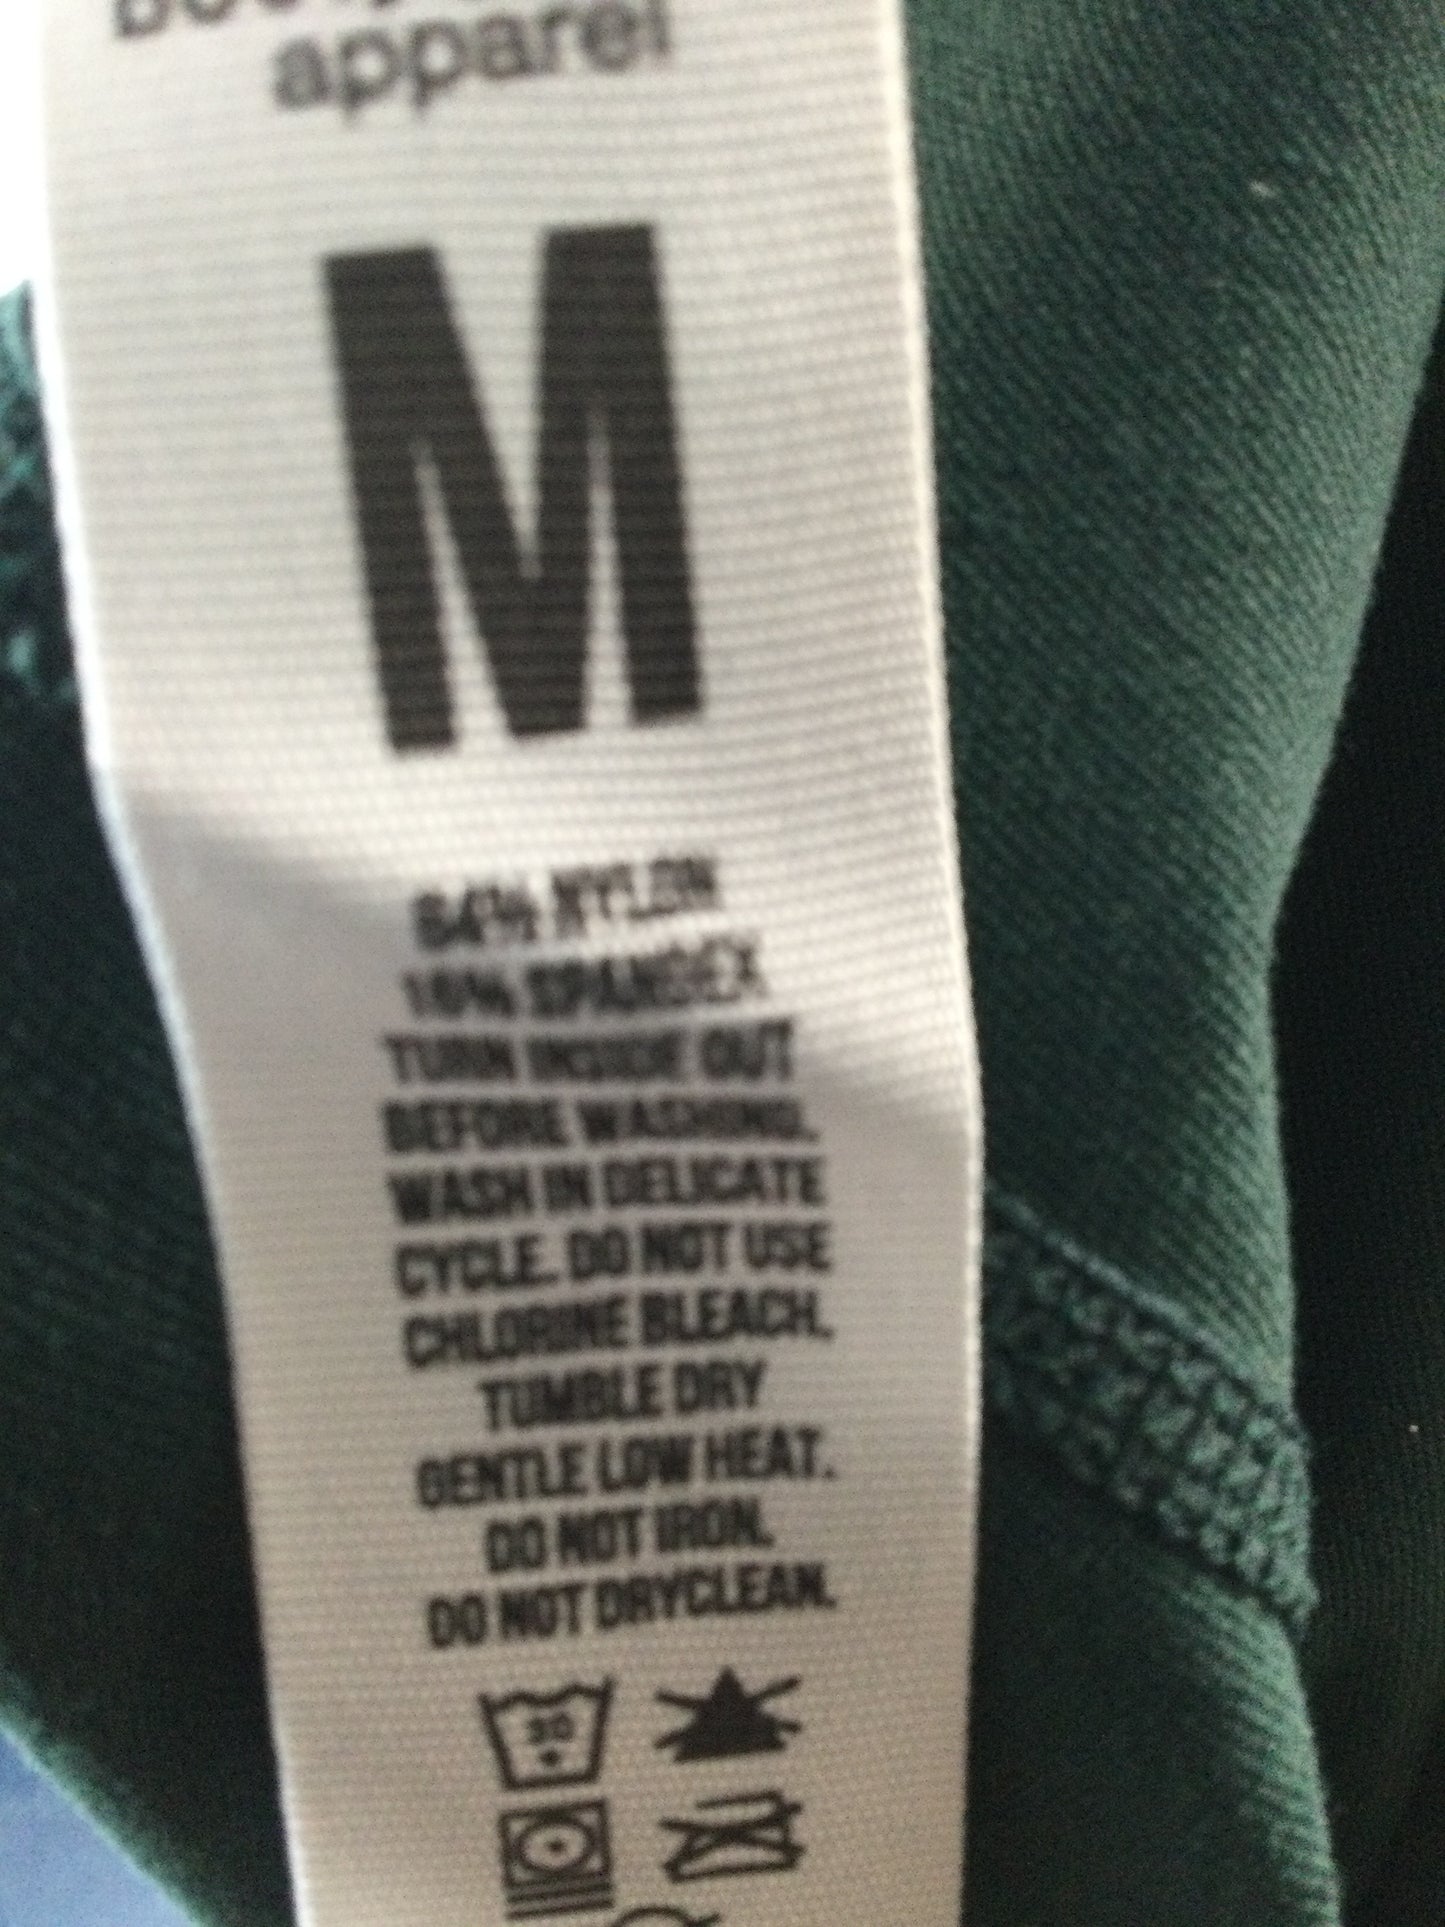 apparel
M
84% NYLON
16% SPANDEX
TURN INSIDE OUT
BEFORE WASHING.
WASH IN DELICATE
CYCLE. DO NOT USE
CHLORINE BLEACH.
TUMBLE DRY
GENTLE LOW HEAT.
DO NOT IRON.
DO NOT DRYCLEAN.
30